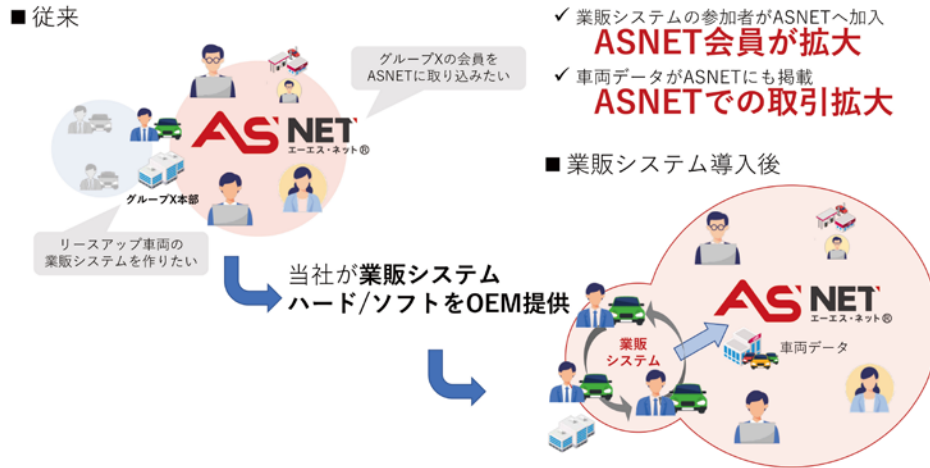 ■ 従来
グループXの会員を
ASNETに取り込みたい
AS NET
エーエス・ネット®
グループX本部
リースアップ車両の
業販システムを作りたい
当社が業販システム
ハード/ソフトをOEM提供
✓ 業販システムの参加者がASNETへ加入
ASNET会員が拡大
✓ 車両データがASNETにも掲載
ASNETでの取引拡大
■ 業販システム導入後
AS NET
エーエス・ネット®
業販
システム
車両データ